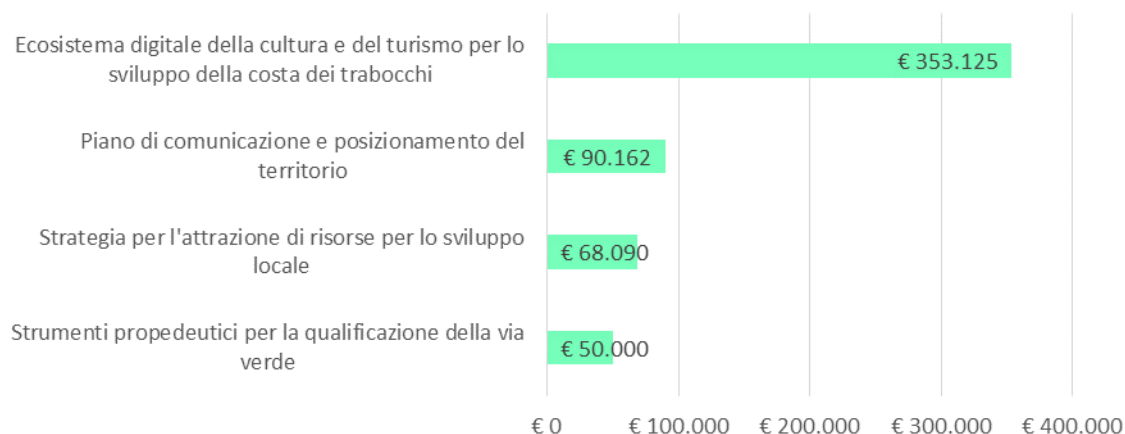 Ecosistema digitale della cultura e del turismo per lo
sviluppo della costa dei trabocchi
€ 353.125
Piano di comunicazione e posizionamento del
territorio
€ 90.162
Strategia per l'attrazione di risorse per lo sviluppo
locale
€ 68.090
Strumenti propedeutici per la qualificazione della via
verde
€ 50.000
€ 0 € 100.000 € 200.000 € 300.000 € 400.000